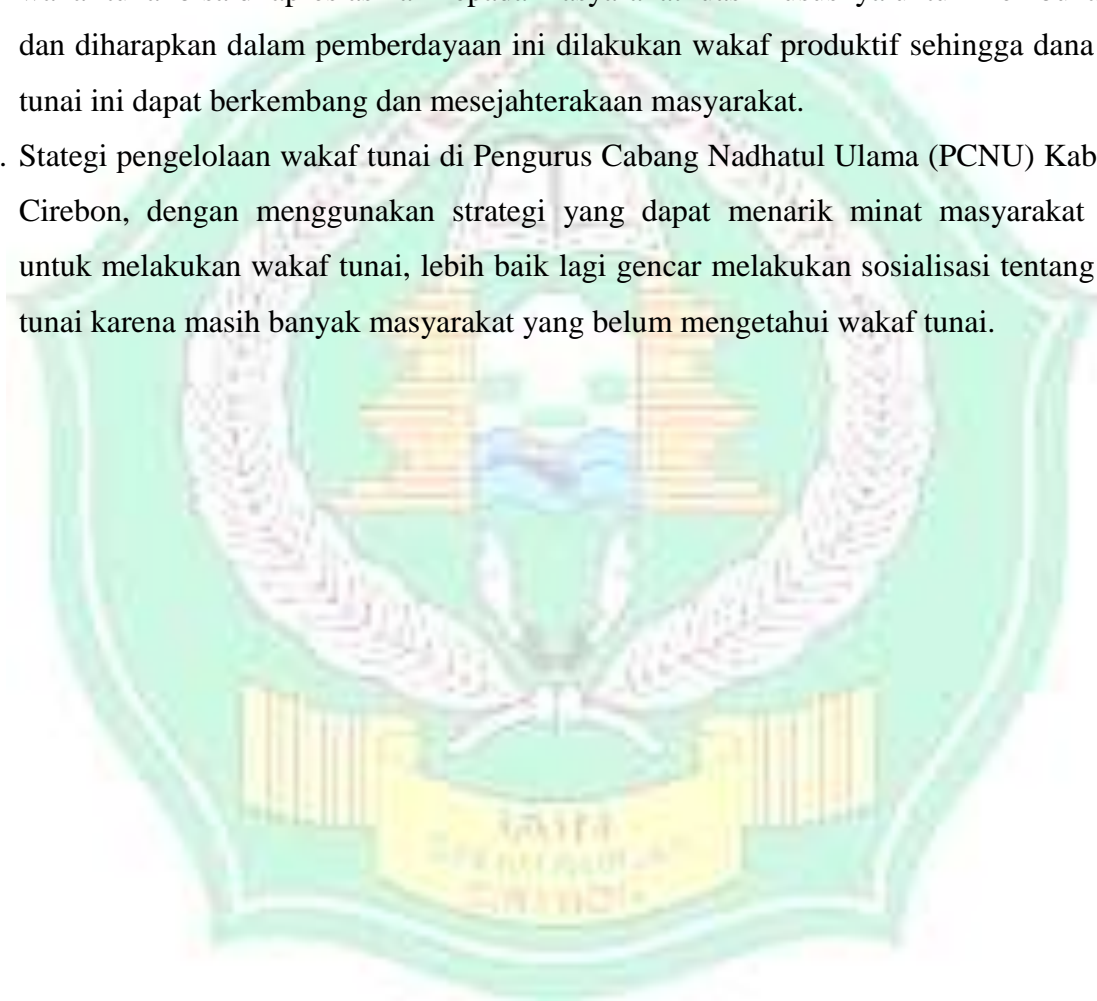 dan diharapkan dalam pemberdayaan ini dilakukan wakaf produktif sehingga dana
tunai ini dapat berkembang dan mesejahterakaan masyarakat.
. Stategi pengelolaan wakaf tunai di Pengurus Cabang Nadhatul Ulama (PCNU) Kab
Cirebon, dengan menggunakan strategi yang dapat menarik minat masyarakat
untuk melakukan wakaf tunai, lebih baik lagi gencar melakukan sosialisasi tentang
tunai karena masih banyak masyarakat yang belum mengetahui wakaf tunai.
IAIN
CIREBON